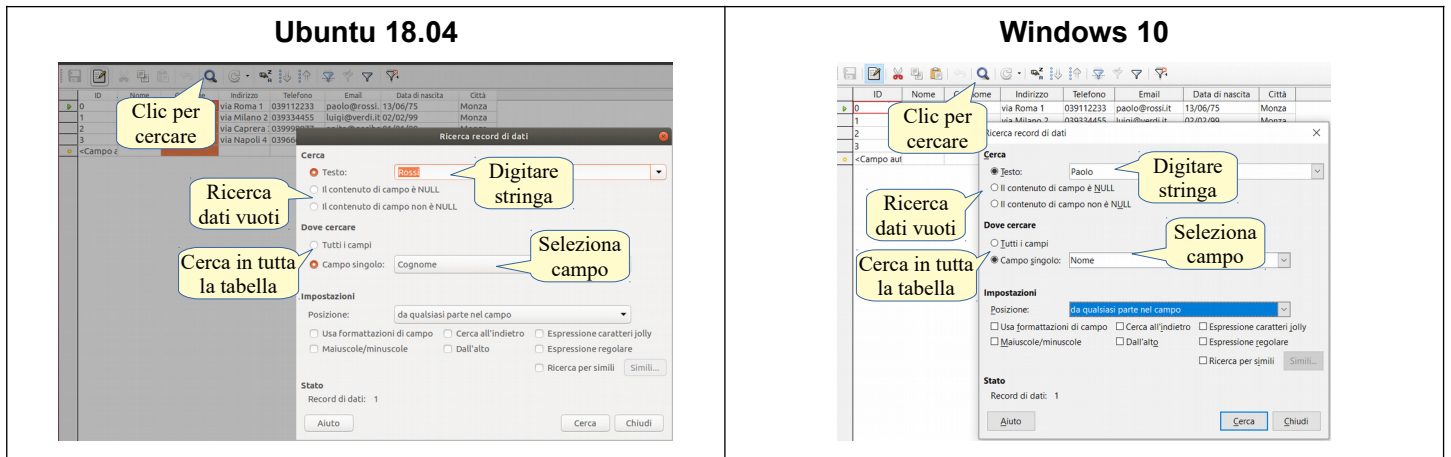 Ubuntu 18.04
ID Nome Indirizzo Telefono Email Data di nascita Città
0 via Roma 1 039112233 paolo@rossi. 13/06/75 Monza
1 via Milano 2 039334455 luigi@verdi.it 02/02/99 Monza
2 via Caprera
3 via Napoli 4
<Campo a
Clic per
cercare
Ricerca record di dati
Cerca
Testo: Rossi
Digitare
stringa
Il contenuto di campo è NULL
Il contenuto di campo non è NULL
Ricerca
dati vuoti
Dove cercare
Tutti i campi
Campo singolo: Cognome
Seleziona
campo
Cerca in tutta
la tabella
Impostazioni
Posizione: da qualsiasi parte nel campo
Usa formattazioni di campo Cerca all'indietro Espressione caratteri jolly
Maiuscole/minuscole Dall'alto Espressione regolare
Ricerca per simili Simili...
Stato
Record di dati: 1
Aiuto Cerca Chiudi
Windows 10
ID Nome Indirizzo Telefono Email Data di nascita Città
0 via Roma 1 039112233 paolo@rossi.it 13/06/75 Monza
1 via Milano 2 039334455 luigi@verdi.it 02/02/99 Monza
2
3
<Campo aut
Clic per
cercare
Ricerca record di dati
Cerca
Testo: Paolo
Digitare
stringa
Il contenuto di campo è NULL
Il contenuto di campo non è NULL
Ricerca
dati vuoti
Dove cercare
Tutti i campi
Campo singolo: Nome
Seleziona
campo
Cerca in tutta
la tabella
Impostazioni
Posizione: da qualsiasi parte nel campo
Usa formattazioni di campo Cerca all'indietro Espressione caratteri jolly
Maiuscole/minuscole Dall'alto Espressione regolare
Ricerca per simili Simili...
Stato
Record di dati: 1
Aiuto Cerca Chiudi